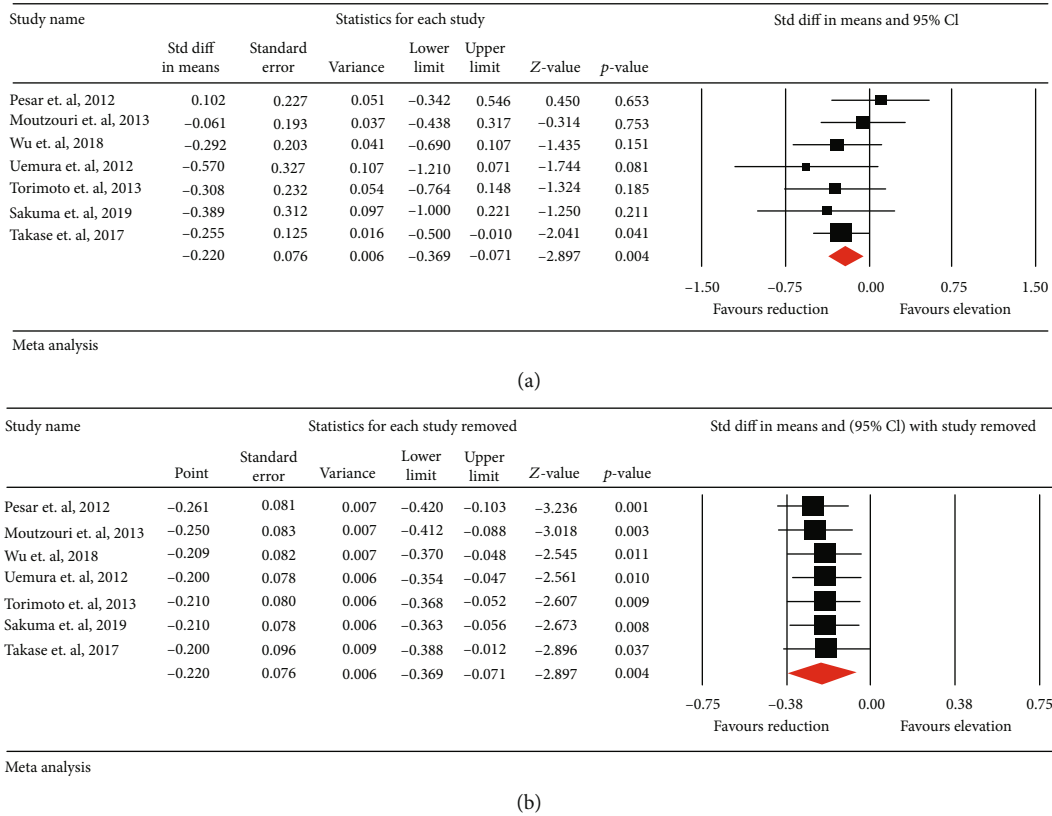 Study name Statistics for each study Std diff in means and 95% Cl
Std diff in means Standard error Variance Lower limit Upper limit Z-value p-value
Pesar et. al, 2012 0.102 0.227 0.051 –0.342 0.546 0.450 0.653
Moutzouri et. al, 2013 –0.061 0.193 0.037 –0.438 0.317 –0.314 0.753
Wu et. al, 2018 –0.292 0.203 0.041 –0.690 0.107 –1.435 0.151
Uemura et. al, 2012 –0.570 0.327 0.107 –1.210 0.071 –1.744 0.081
Torimoto et. al, 2013 –0.308 0.232 0.054 –0.764 0.148 –1.324 0.185
Sakuma et. al, 2019 –0.389 0.312 0.097 –1.000 0.221 –1.250 0.211
Takase et. al, 2017 –0.255 0.125 0.016 –0.500 –0.010 –2.041 0.041
–0.220 0.076 0.006 –0.369 –0.071 –2.897 0.004
–1.50 –0.75 0.00 0.75 1.50
Favours reduction Favours elevation
Meta analysis
(a)
Study name Statistics for each study removed Std diff in means and (95% Cl) with study removed
Point Standard error Variance Lower limit Upper limit Z-value p-value
Pesar et. al, 2012 –0.261 0.081 0.007 –0.420 –0.103 –3.236 0.001
Moutzouri et. al, 2013 –0.250 0.083 0.007 –0.412 –0.088 –3.018 0.003
Wu et. al, 2018 –0.209 0.082 0.007 –0.370 –0.048 –2.545 0.011
Uemura et. al, 2012 –0.200 0.078 0.006 –0.354 –0.047 –2.561 0.010
Torimoto et. al, 2013 –0.210 0.080 0.006 –0.368 –0.052 –2.607 0.009
Sakuma et. al, 2019 –0.210 0.078 0.006 –0.363 –0.056 –2.673 0.008
Takase et. al, 2017 –0.200 0.096 0.009 –0.388 –0.012 –2.896 0.037
–0.220 0.076 0.006 –0.369 –0.071 –2.897 0.004
–0.75 –0.38 0.00 0.38 0.75
Favours reduction Favours elevation
Meta analysis
(b)